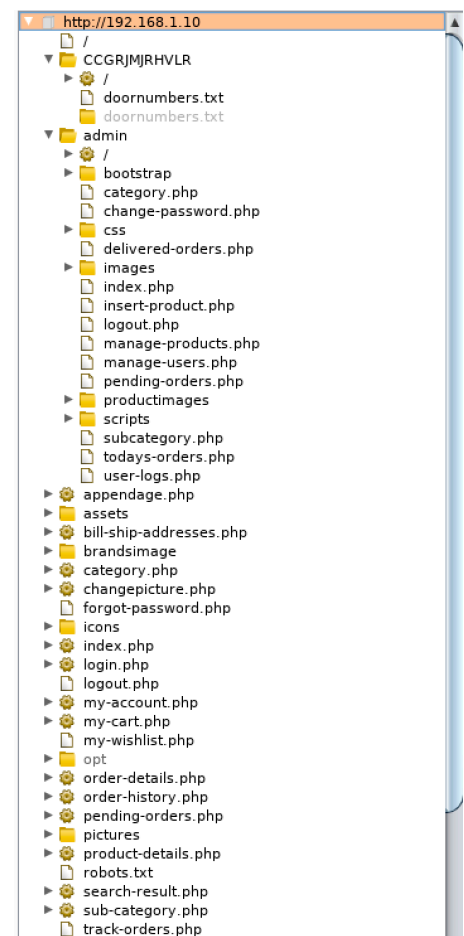 http://192.168.1.10
/
CCGRJMJRHVLR
/
doornumbers.txt
doornumbers.txt
admin
/
bootstrap
category.php
change-password.php
css
delivered-orders.php
images
index.php
insert-product.php
logout.php
manage-products.php
manage-users.php
pending-orders.php
productimages
scripts
subcategory.php
todays-orders.php
user-logs.php
appendage.php
assets
bill-ship-addresses.php
brandsimage
category.php
changepicture.php
forgot-password.php
icons
index.php
login.php
logout.php
my-account.php
my-cart.php
my-wishlist.php
opt
order-details.php
order-history.php
pending-orders.php
pictures
product-details.php
robots.txt
search-result.php
sub-category.php
track-orders.php